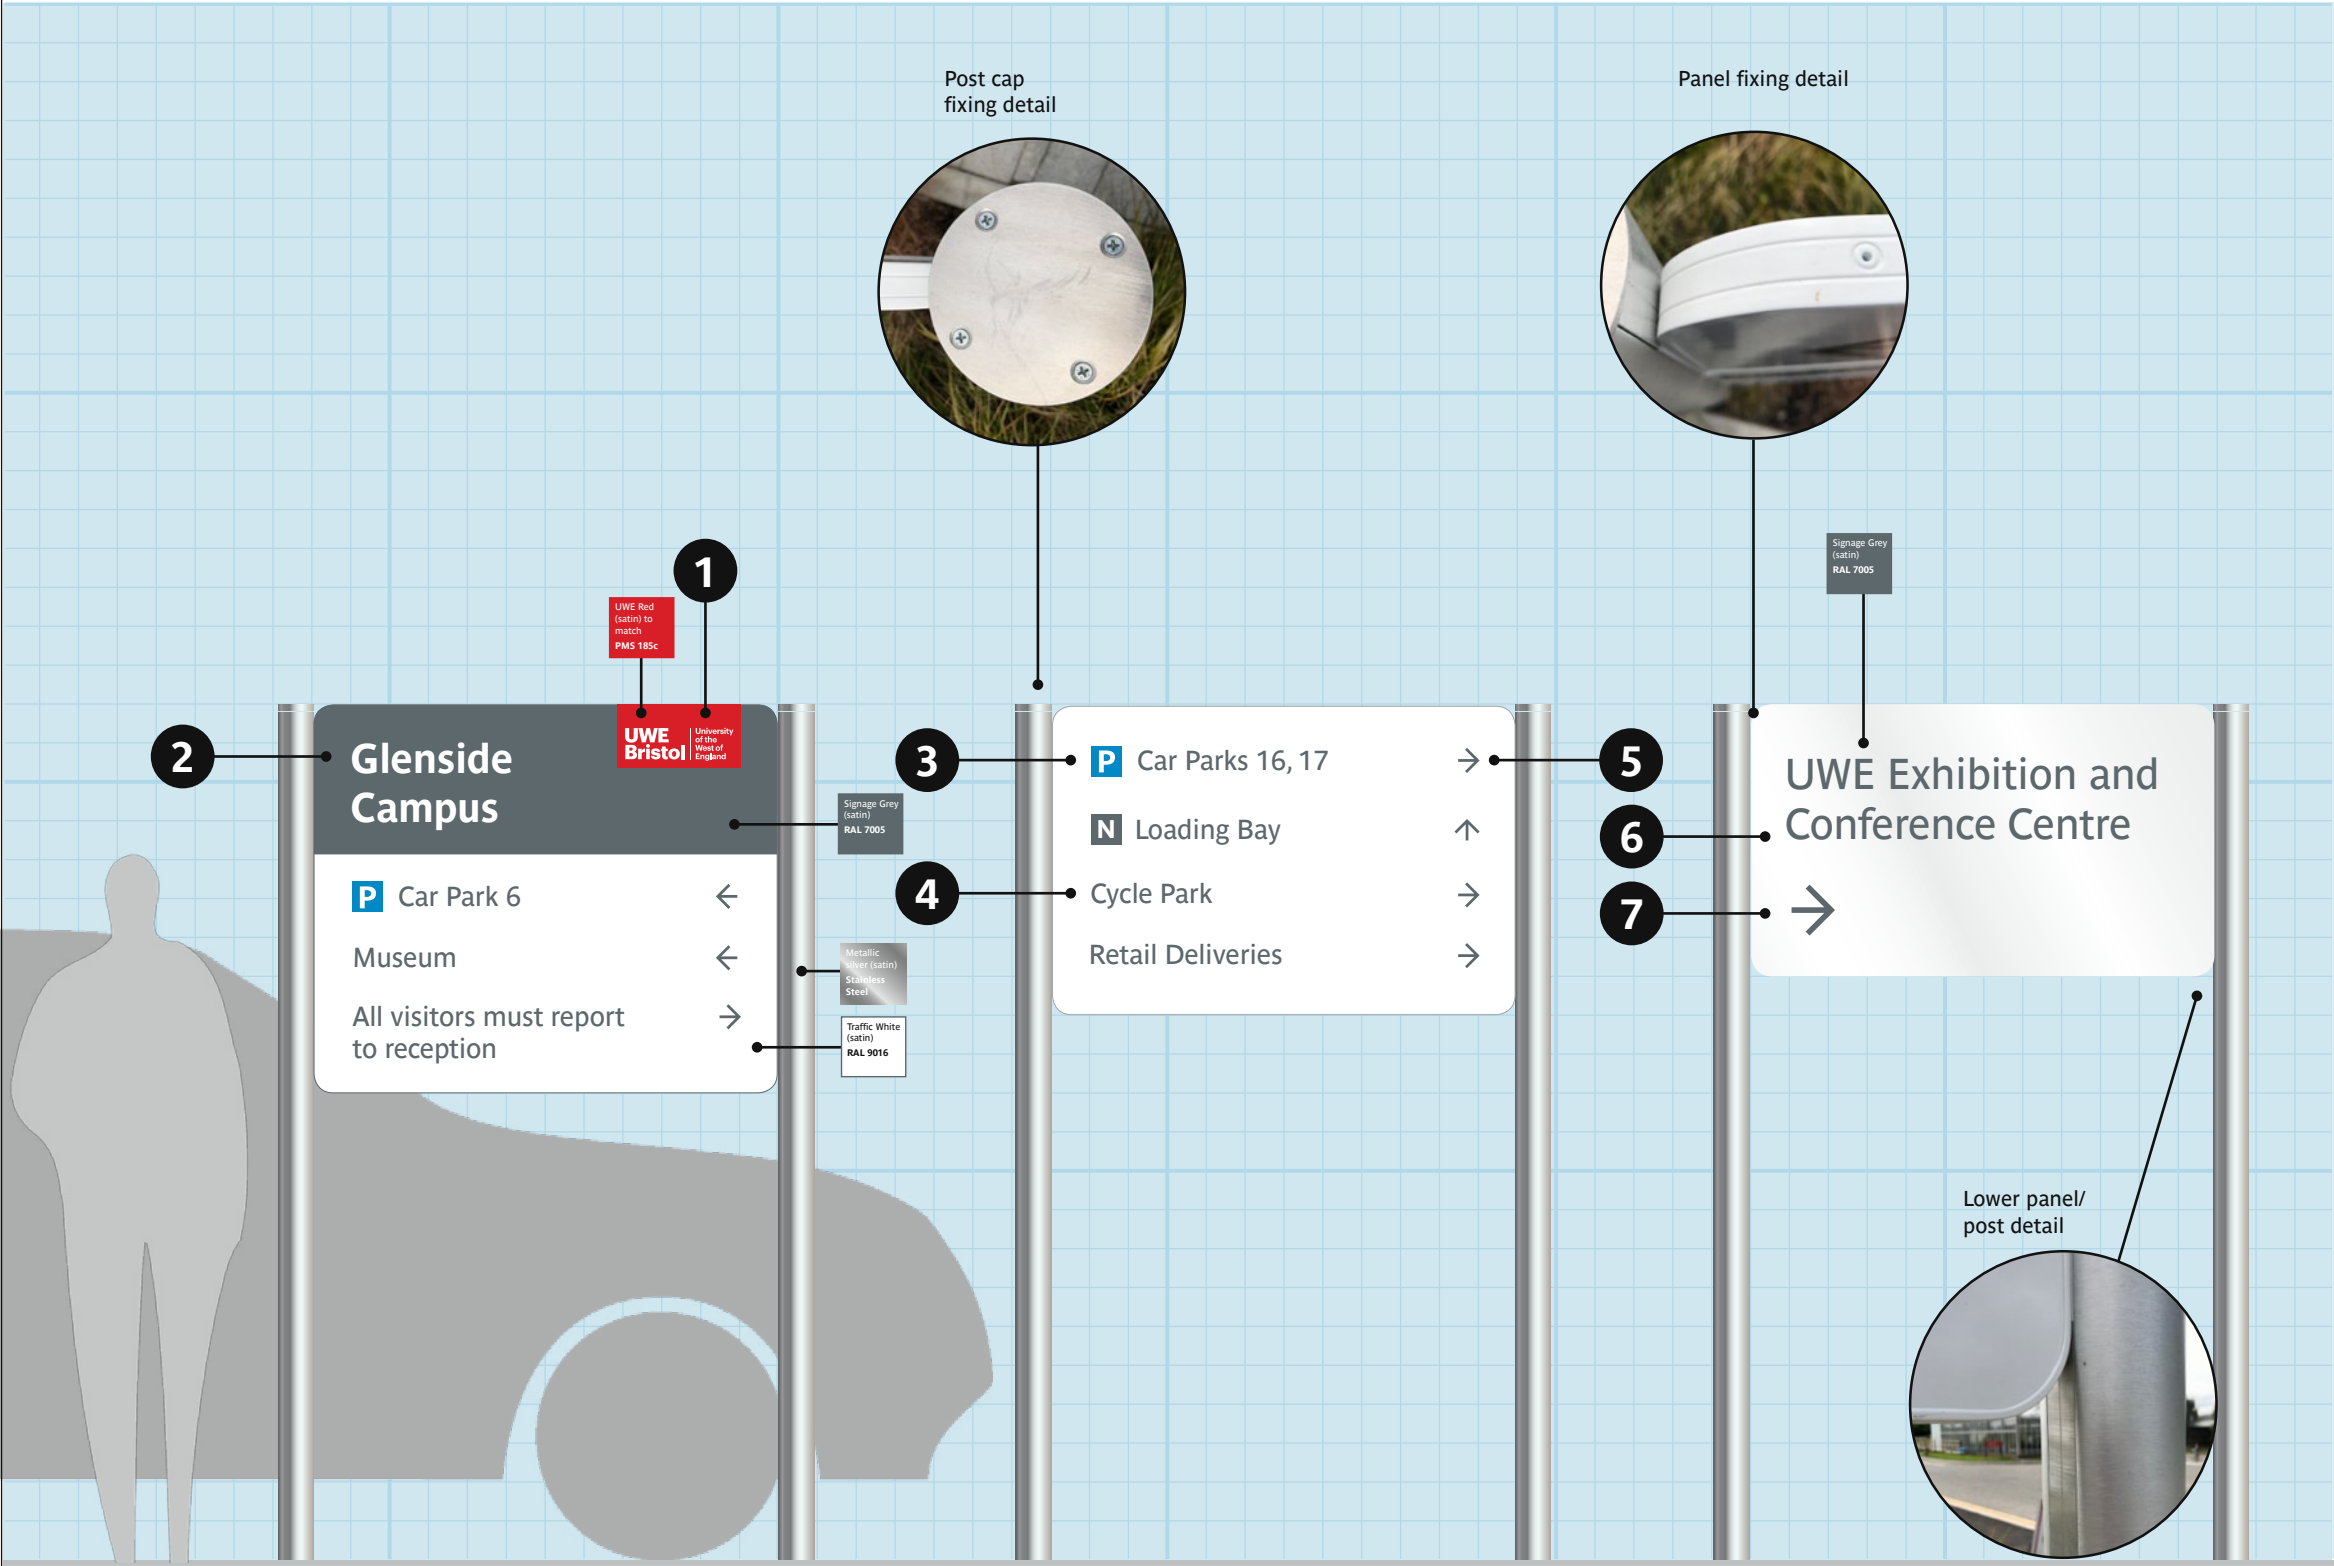 Post cap
fixing detail
Panel fixing detail
Signage Grey
(satin)
RAL 7005
1
UWE Red
(satin) to
match
PMS 185c
2
Glenside
Campus
UWE
Bristol
University
of the
West of
England
Signage Grey
(satin)
RAL 7005
P Car Park 6 ←
Museum ←
All visitors must report →
to reception
Metallic
silver (satin)
Stainless
Steel
Traffic White
(satin)
RAL 9016
3
P Car Parks 16, 17 →
N Loading Bay ↑
4
Cycle Park →
Retail Deliveries →
5
6
7
UWE Exhibition and
Conference Centre
→
Lower panel/
post detail